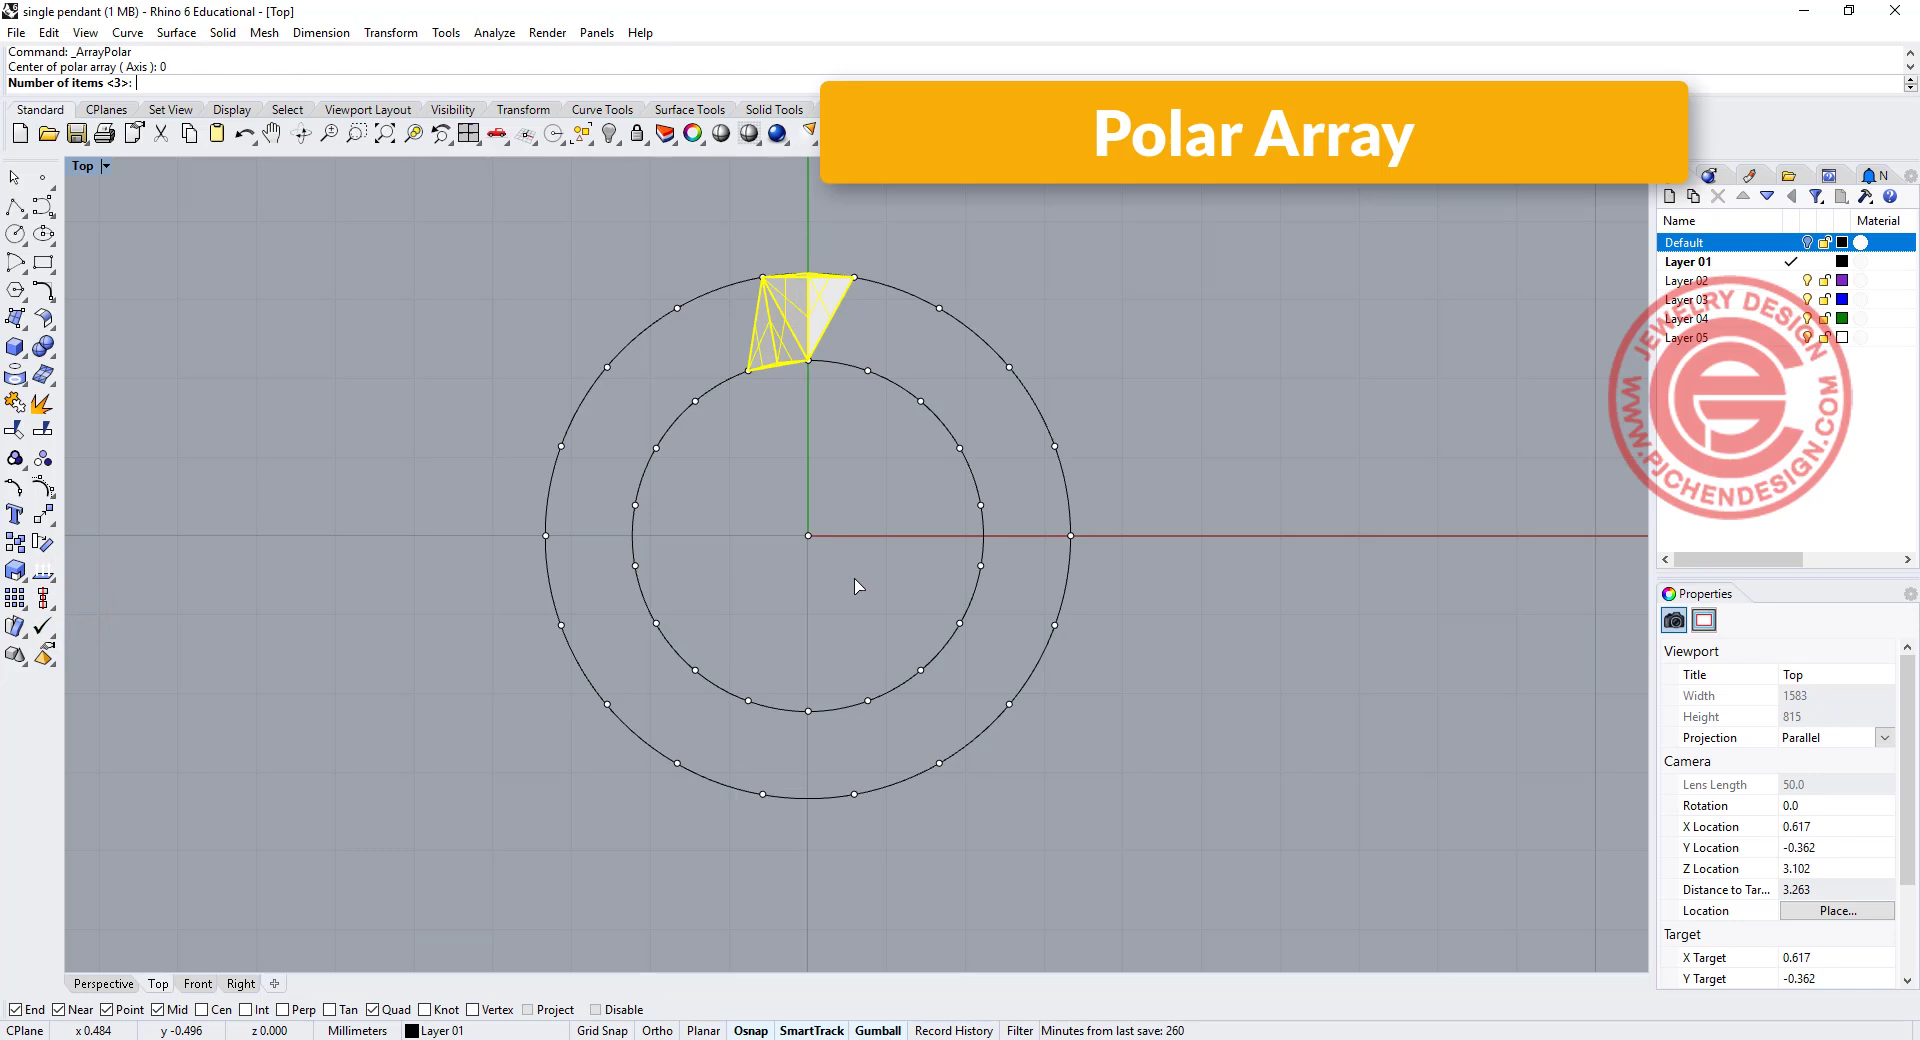 single pendant (1 MB) - Rhino 6 Educational - [Top]
File Edit View Curve Surface Solid Mesh Dimension Transform Tools Analyze Render Panels Help
Command: _ArrayPolar
Center of polar array ( Axis ): 0
Number of items <3>:
Polar Array
Standard CPlanes Set View Display Select Viewport Layout Visibility Transform Curve Tools Surface Tools Solid Tools
Top
N
Name Material
Default
Layer 01
Layer 02
Layer 03
Layer 04
Layer 05
JEWELRY DESIGN
WWW.PJCHENDESIGN.COM
Properties
Viewport
Title Top
Width 1583
Height 815
Projection Parallel
Camera
Lens Length 50.0
Rotation 0.0
X Location 0.617
Y Location -0.362
Z Location 3.102
Distance to Tar... 3.263
Location Place...
Target
X Target 0.617
Y Target -0.362
Perspective Top Front Right
End Near Point Mid Cen Int Perp Tan Quad Knot Vertex Project Disable
CPlane x 0.484 y -0.496 z 0.000 Millimeters Layer 01 Grid Snap Ortho Planar Osnap SmartTrack Gumball Record History Filter Minutes from last save: 260